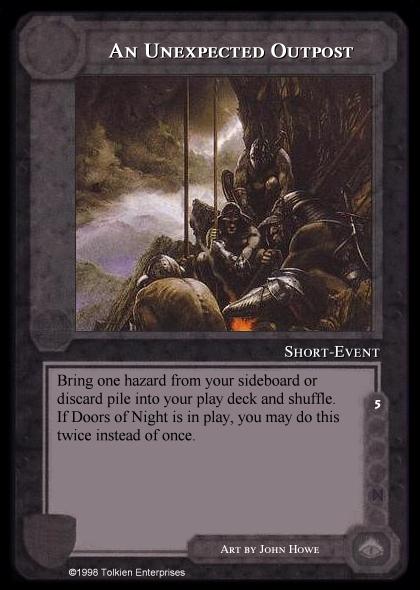 An Unexpected Outpost
Short-Event
Bring one hazard from your sideboard or
discard pile into your play deck and shuffle.
If Doors of Night is in play, you may do this
twice instead of once.
5
Art by John Howe
©1998 Tolkien Enterprises